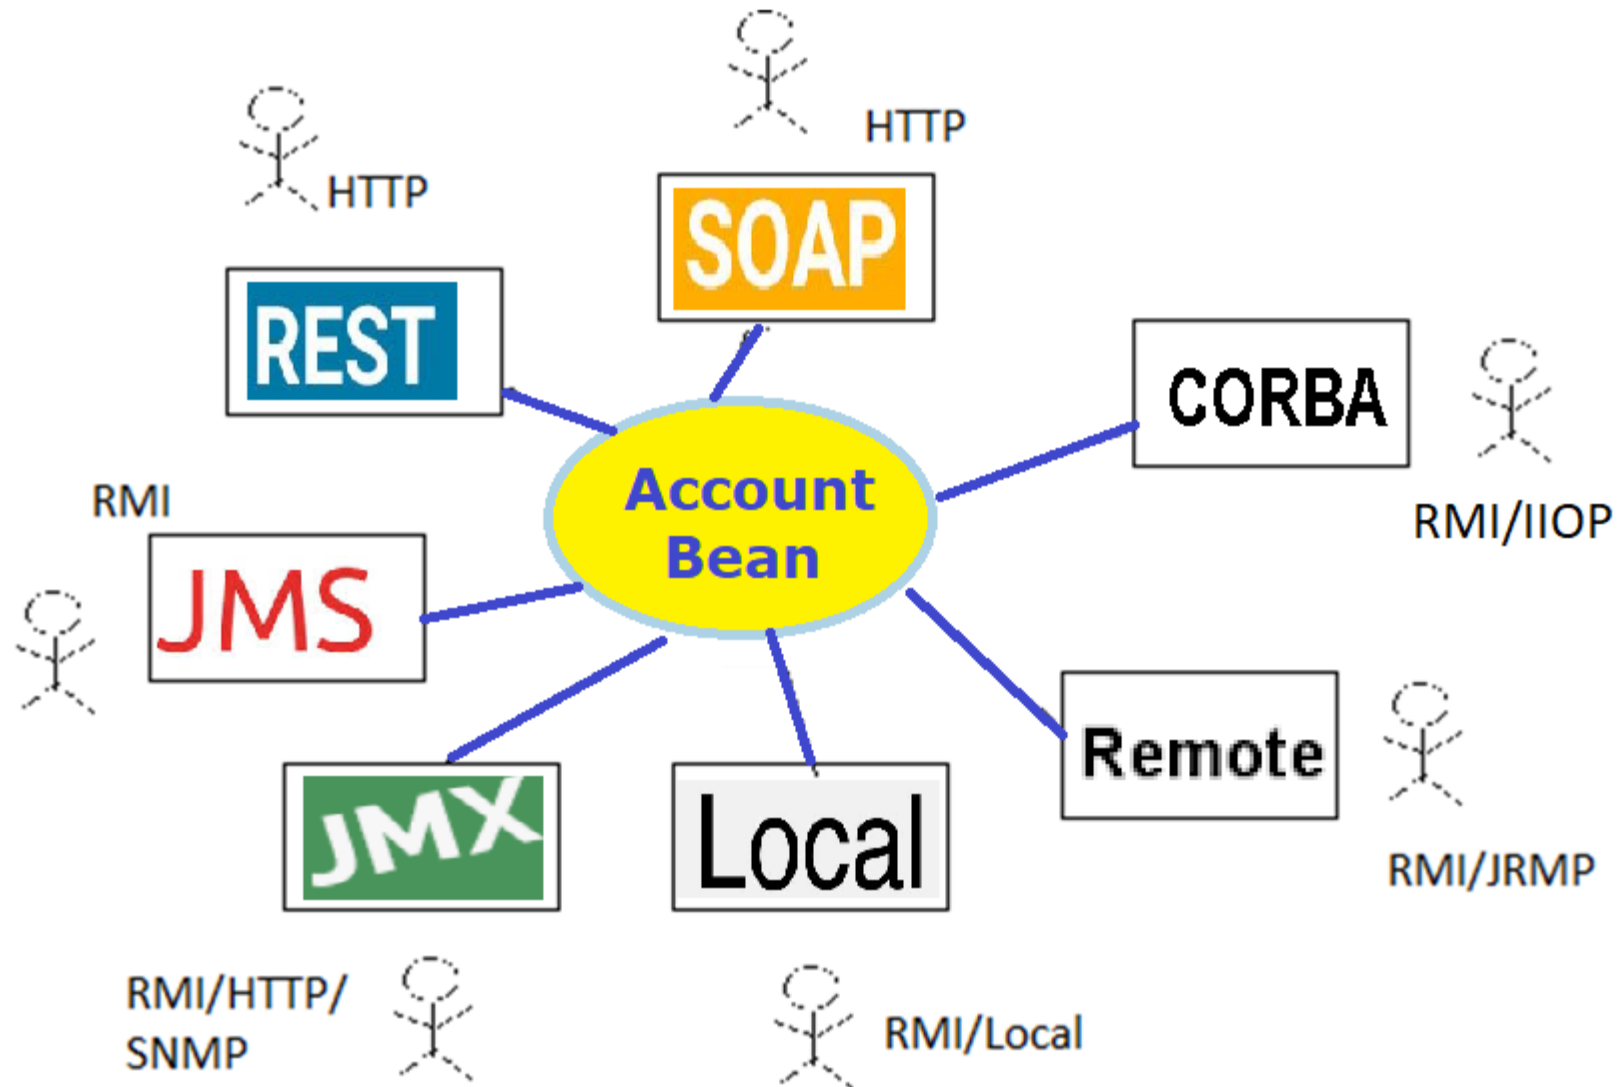 HTTP
SOAP
HTTP
REST
CORBA
RMI/IIOP
Account
Bean
RMI
JMS
Remote
RMI/JRMP
JMX
Local
RMI/HTTP/
SNMP
RMI/Local